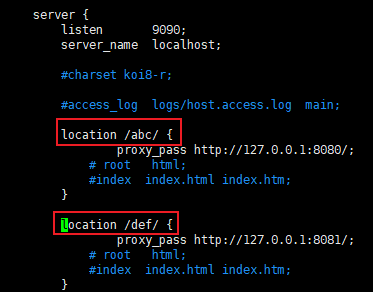 server {
listen 9090;
server_name localhost;
#charset koi8-r;
#access_log logs/host.access.log main;
location /abc/ {
proxy_pass http://127.0.0.1:8080/;
# root html;
#index index.html index.htm;
}
location /def/ {
proxy_pass http://127.0.0.1:8081/;
# root html;
#index index.html index.htm;
}